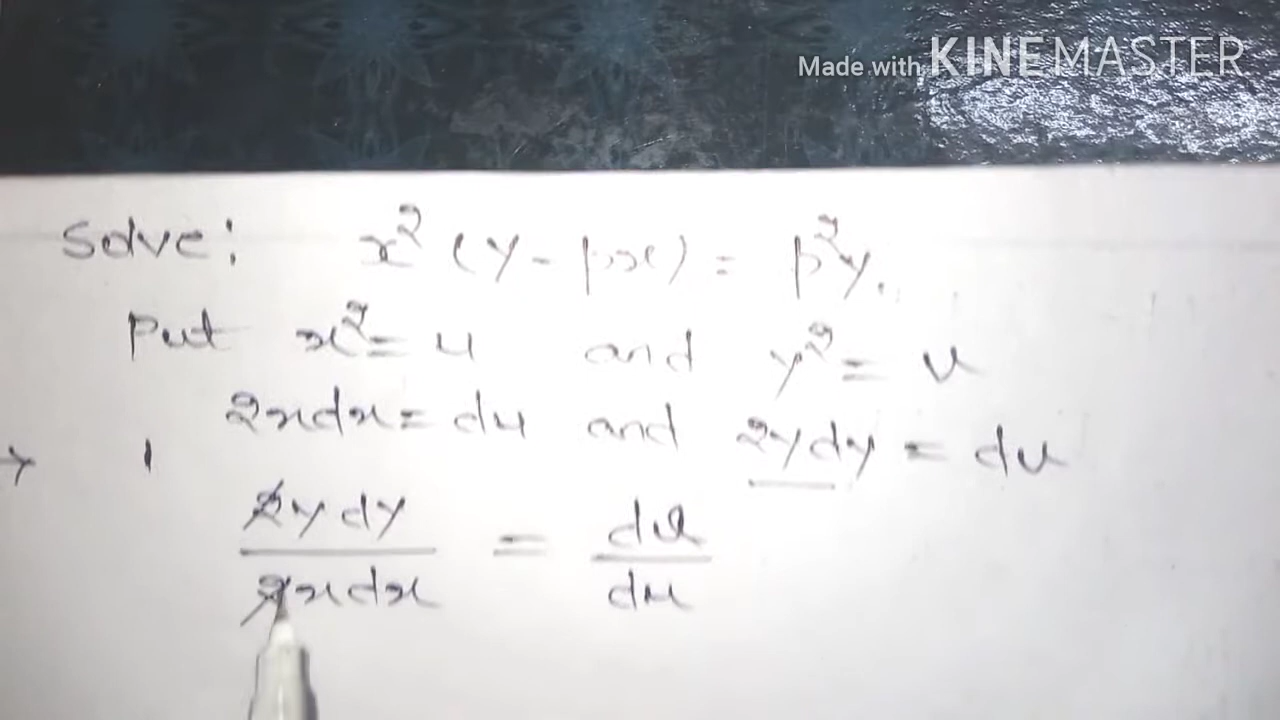 Made with KINEMASTER
Solve: x² (y - px) = p²y.
Put x² = u and y² = v
2xdx = du and 2ydy = dv
2ydy / 2xdx = dv / du